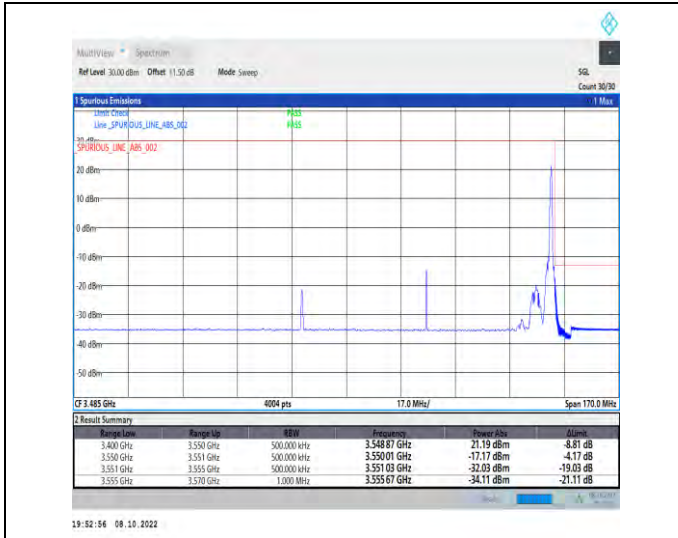 MultiView Spectrum
Ref Level 30.00 dBm Offset 11.50 dB Mode Sweep SGL
Count 30/30
1 Spurious Emissions 1 Max
Limit Check PASS
Line _SPURIOUS_LINE_ABS_002 PASS
30 dBm
_SPURIOUS_LINE_ABS_002
20 dBm
10 dBm
0 dBm
-10 dBm
-20 dBm
-30 dBm
-40 dBm
-50 dBm
CF 3.485 GHz 4004 pts 17.0 MHz/ Span 170.0 MHz
2 Result Summary
Range Low Range Up RBW Frequency Power Abs ΔLimit
3.400 GHz 3.550 GHz 500.000 kHz 3.548 87 GHz 21.19 dBm -8.81 dB
3.550 GHz 3.551 GHz 500.000 kHz 3.550 01 GHz -17.17 dBm -4.17 dB
3.551 GHz 3.555 GHz 500.000 kHz 3.551 03 GHz -32.03 dBm -19.03 dB
3.555 GHz 3.570 GHz 1.000 MHz 3.555 67 GHz -34.11 dBm -21.11 dB
19:52:56 08.10.2022